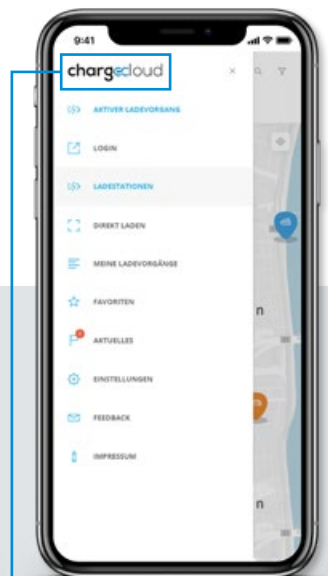 9:41
chargecloud
AKTIVER LADEVORGANG
LOGIN
LADESTATIONEN
DIREKT LADEN
MEINE LADEVORGÄNGE
FAVORITEN
AKTUELLES
EINSTELLUNGEN
FEEDBACK
IMPRESSUM
n
n